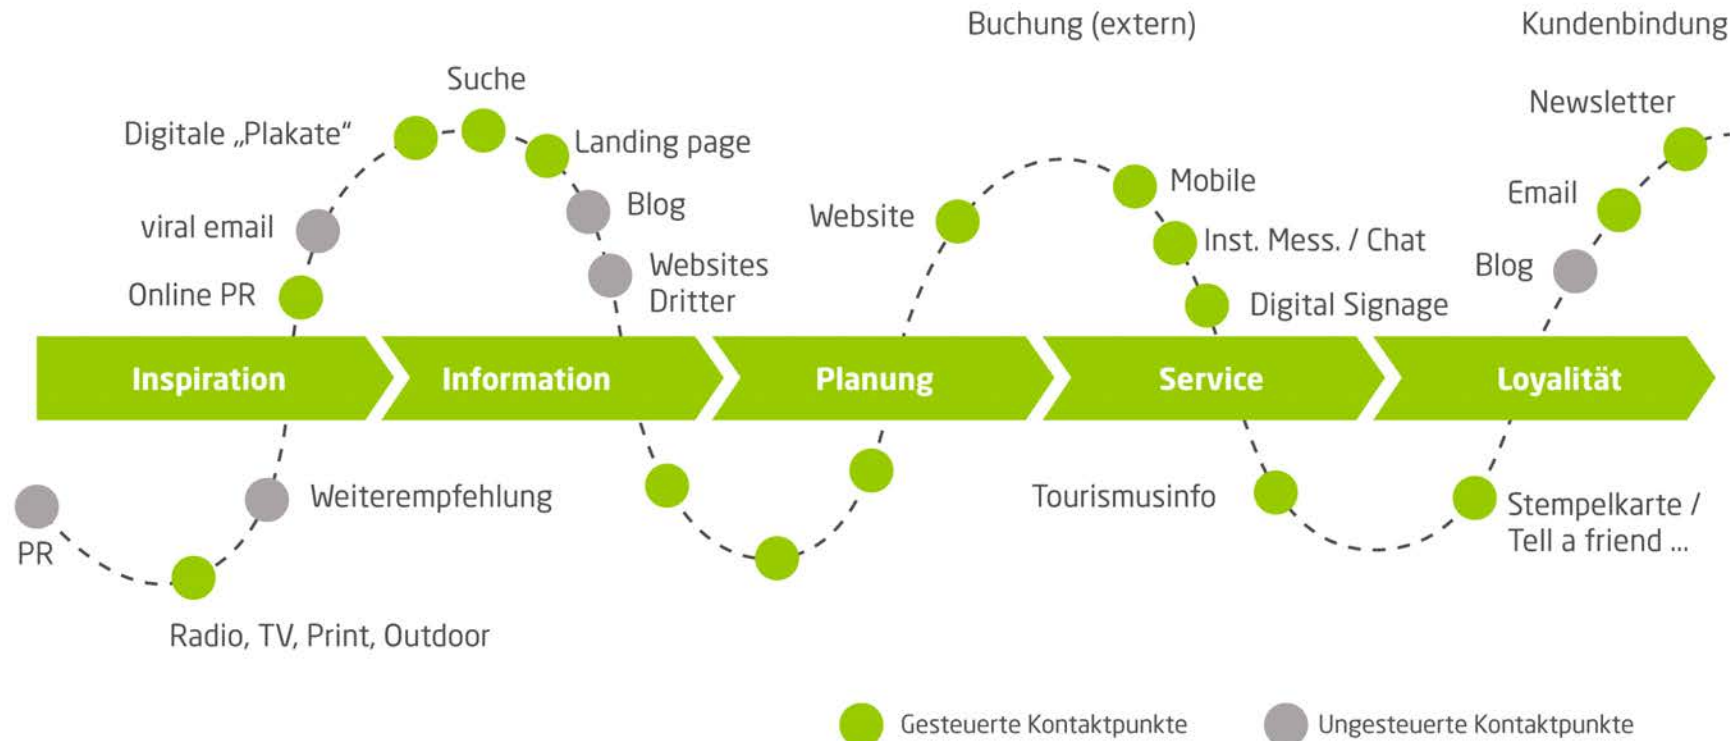 Buchung (extern)
Kundenbindung
Suche
Newsletter
Digitale „Plakate“
Landing page
Mobile
Email
Blog
Website
viral email
Inst. Mess. / Chat
Blog
Websites
Dritter
Online PR
Digital Signage
Inspiration
Information
Planung
Service
Loyalität
Weiterempfehlung
Tourismusinfo
Stempelkarte /
Tell a friend ...
PR
Radio, TV, Print, Outdoor
Gesteuerte Kontaktpunkte
Ungesteuerte Kontaktpunkte